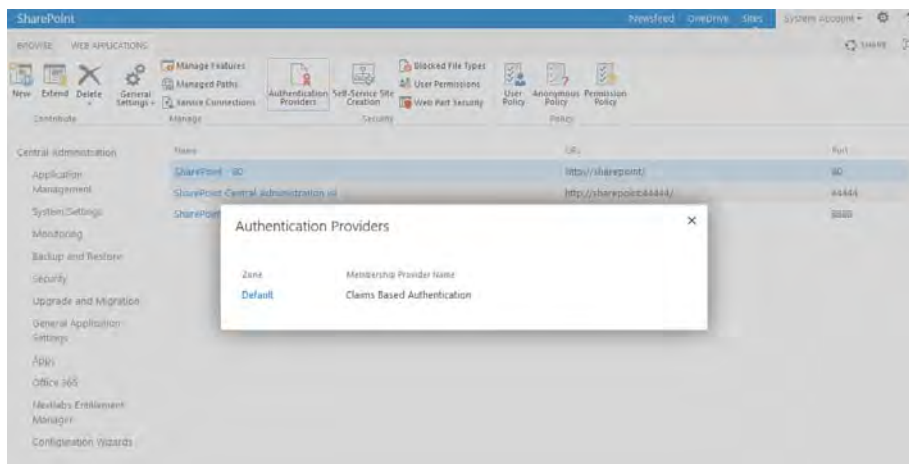 SharePoint Newsfeed OneDrive Sites System Account
BROWSE WEB APPLICATIONS SHARE
New Extend Delete General Settings
Manage Features
Managed Paths
Service Connections
Authentication Providers
Self-Service Site Creation
Blocked File Types
User Permissions
Web Part Security
User Policy
Anonymous Policy
Permission Policy
Contribute Manage Security Policy
Central Administration
Application Management
System Settings
Monitoring
Backup and Restore
Security
Upgrade and Migration
General Application Settings
Apps
Office 365
Configuration Wizards
Name URL Port
SharePoint - 80 http://sharepoint/ 80
SharePoint Central Administration v4 http://sharepoint:44444/ 44444
SharePoint
Authentication Providers
Zone Membership Provider Name
Default Claims Based Authentication